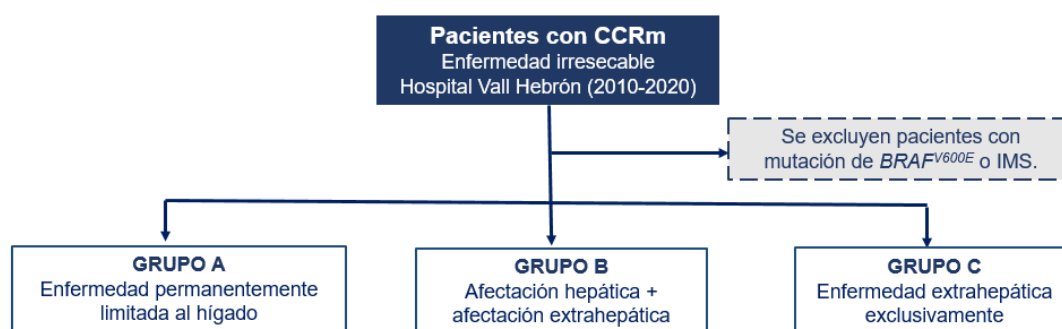 Pacientes con CCRm
Enfermedad irresecable
Hospital Vall Hebrón (2010-2020)
Se excluyen pacientes con
mutación de BRAFV600E o IMS.
GRUPO A
Enfermedad permanentemente
limitada al hígado
GRUPO B
Afectación hepática +
afectación extrahepática
GRUPO C
Enfermedad extrahepática
exclusivamente